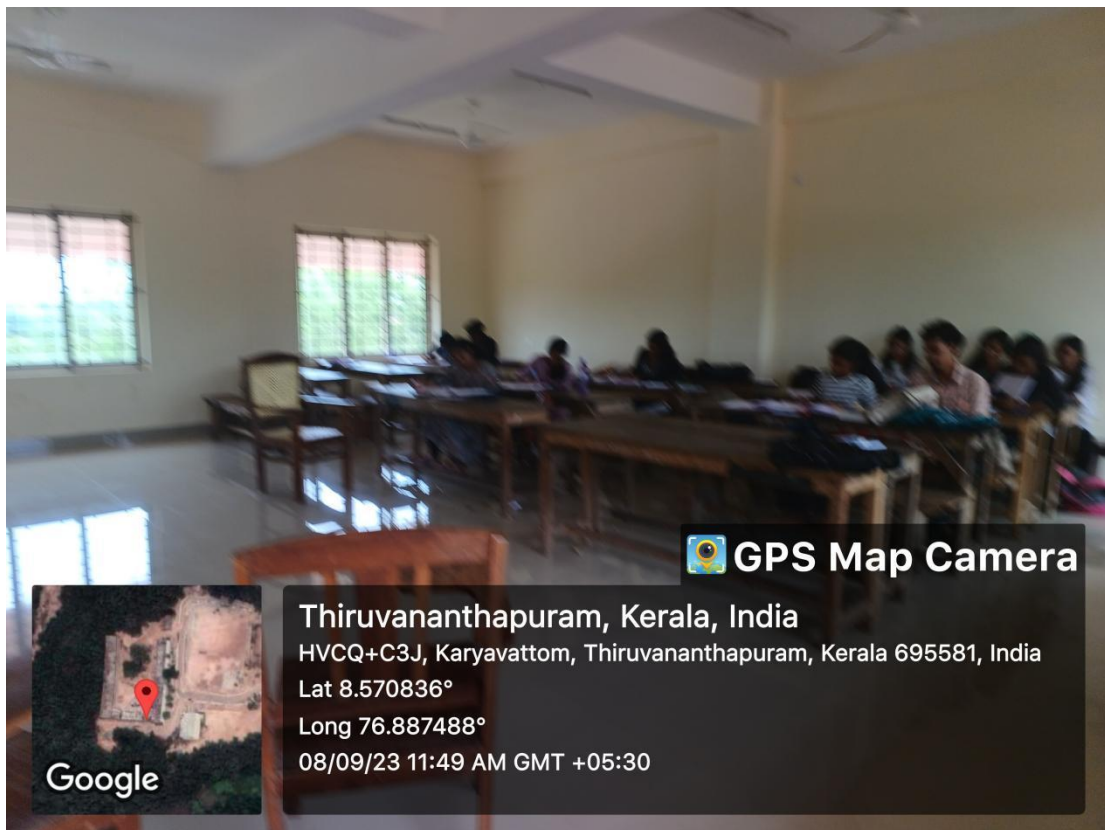 GPS Map Camera
Thiruvananthapuram, Kerala, India
HVCQ+C3J, Karyavattom, Thiruvananthapuram, Kerala 695581, India
Lat 8.570836°
Long 76.887488°
08/09/23 11:49 AM GMT +05:30
Google